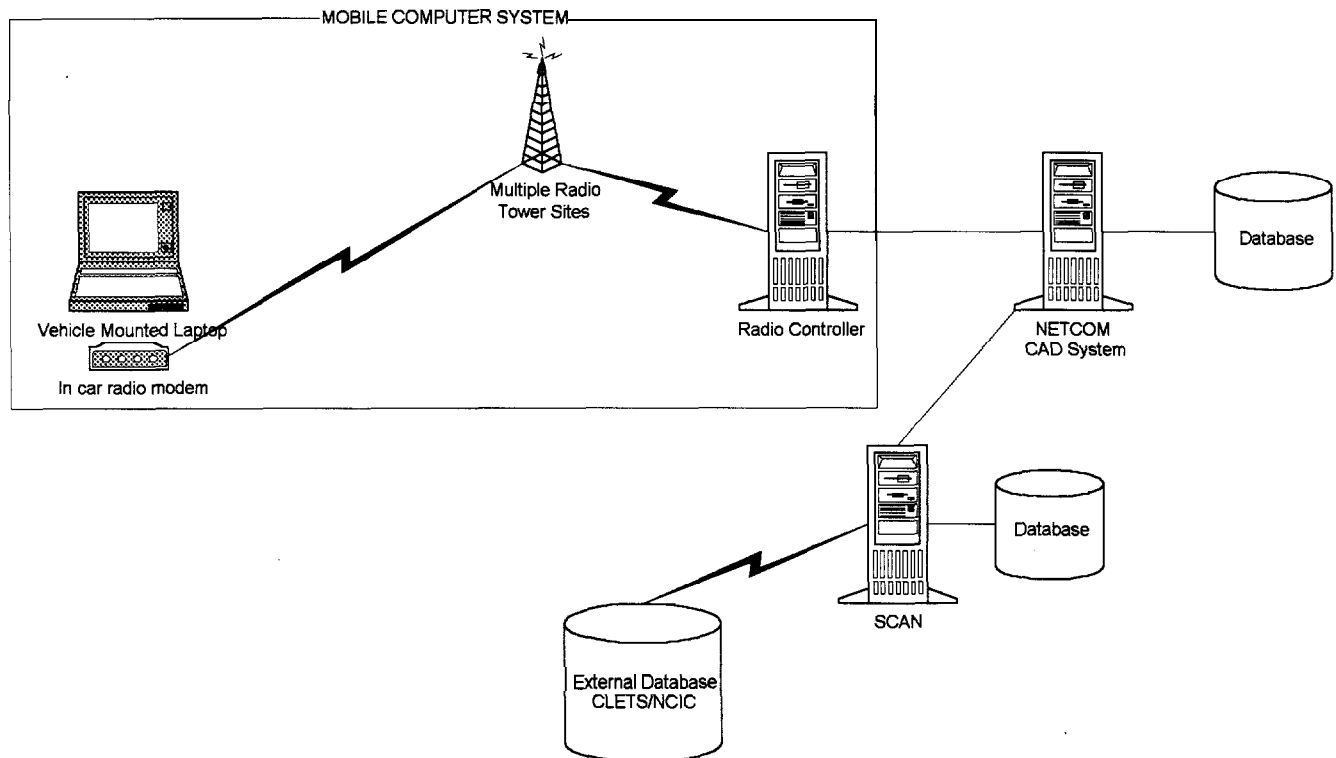 MOBILE COMPUTER SYSTEM
Multiple Radio
Tower Sites
Database
Vehicle Mounted Laptop
Radio Controller
NETCOM
CAD System
In car radio modem
Database
SCAN
External Database
CLETS/NCIC